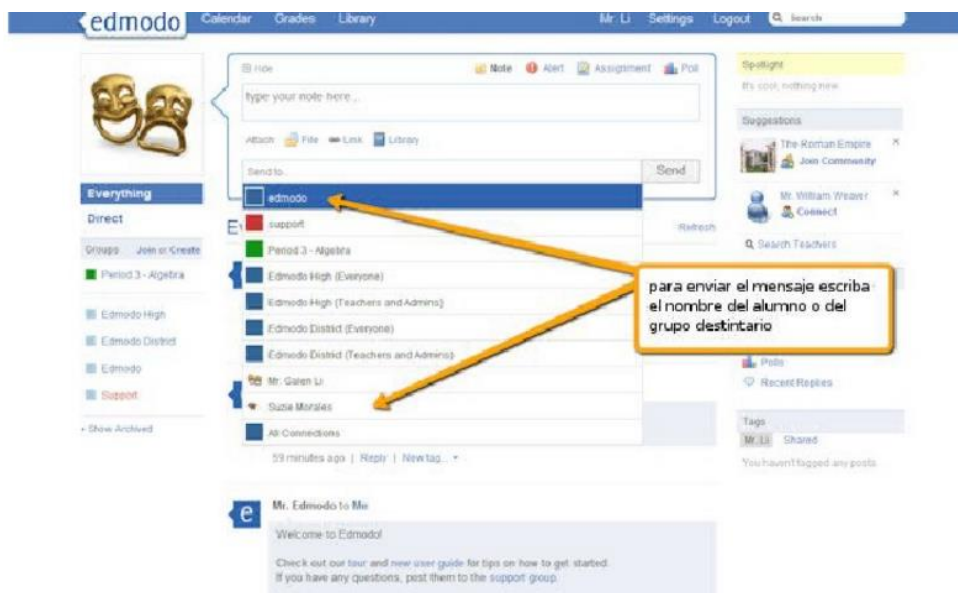 edmodo Calendar Grades Library Mr. Li Settings Logout Search
Hide Note Alert Assignment Poll
type your note here...
Attach File Link Library
Send to... Send
edmodo
support
Period 3 - Algebra
Edmodo High (Everyone)
Edmodo High (Teachers and Admins)
Edmodo District (Everyone)
Edmodo District (Teachers and Admins)
Mr. Galen Li
Suzie Morales
All Connections
Everything
Direct
Groups Join or Create
Period 3 - Algebra
Edmodo High
Edmodo District
Edmodo
Support
Show Archived
Refresh
59 minutes ago | Reply | New tag...
Mr. Edmodo to Me
Welcome to Edmodo!
Check out our tour and new user guide for tips on how to get started.
If you have any questions, post them to the support group.
para enviar el mensaje escriba
el nombre del alumno o del
grupo destintario
Spotlight
It's cool, nothing new
Suggestions
The Roman Empire
Join Community
Mr. William Weaver
Connect
Search Teachers
Polls
Recent Replies
Tags
Mr. Li Shared
You haven't tagged any posts